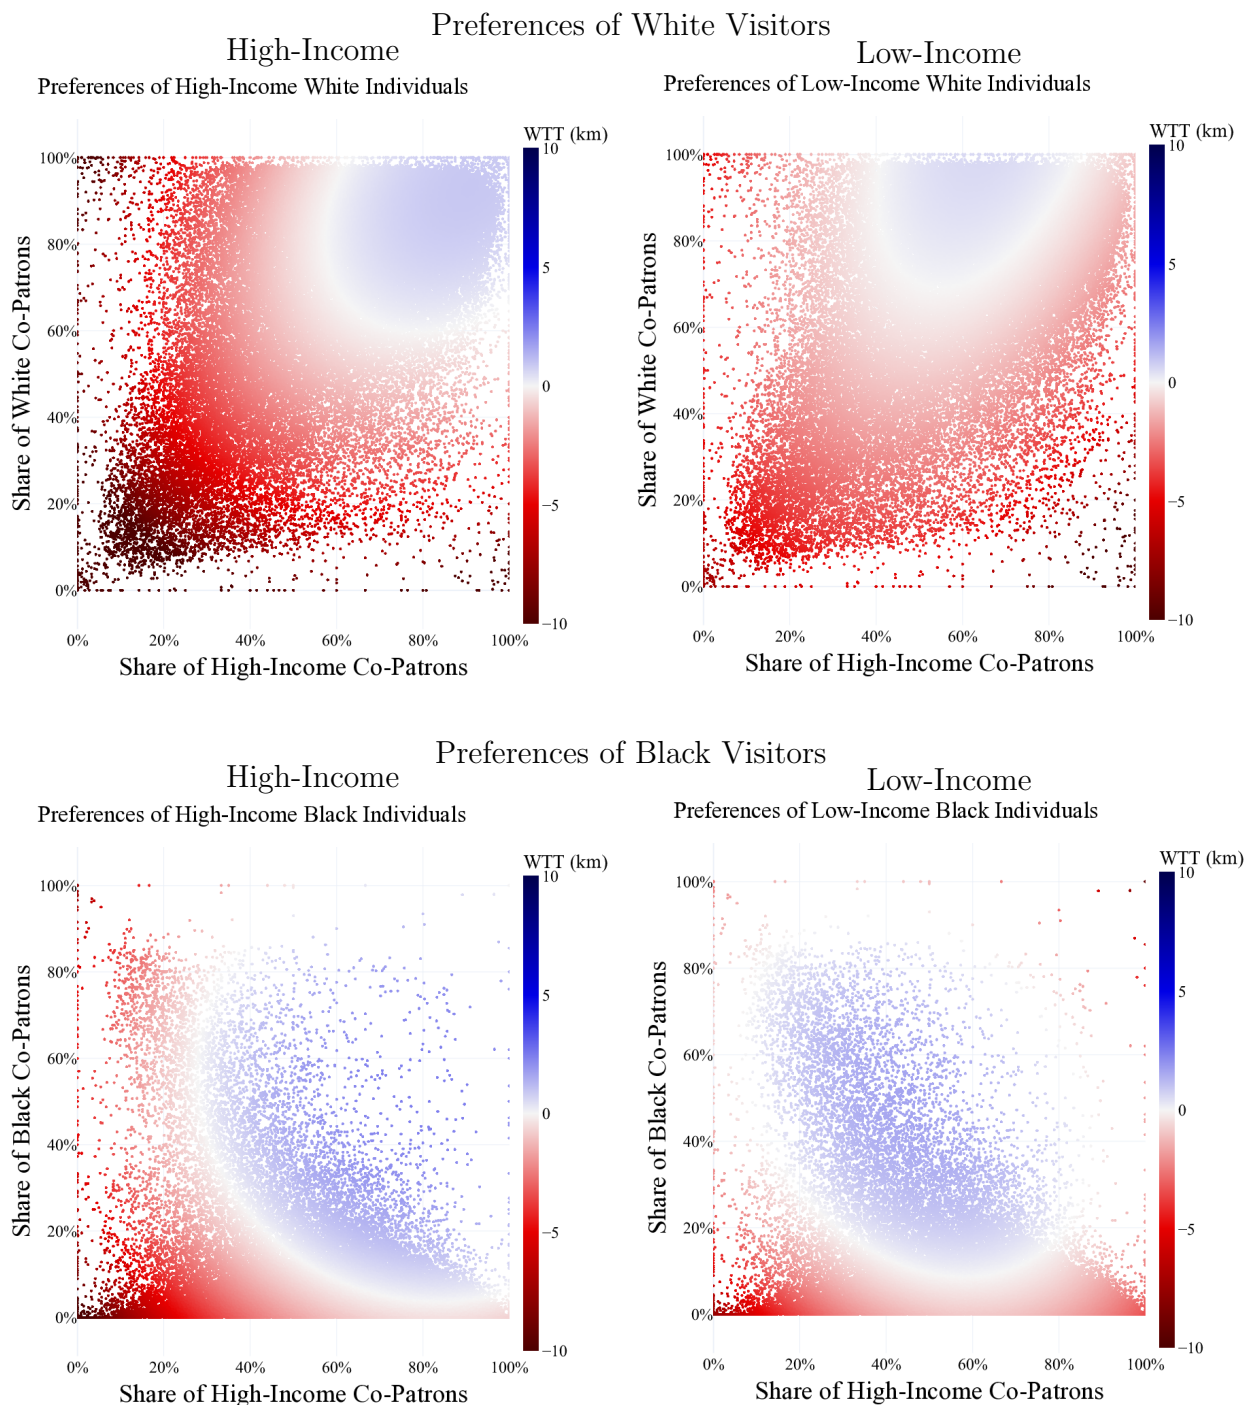 Preferences of White Visitors
High-Income
Low-Income
Preferences of High-Income White Individuals
Preferences of Low-Income White Individuals
WTT (km)
10
5
0
−5
−10
100%
80%
60%
40%
20%
0%
Share of White Co-Patrons
0% 20% 40% 60% 80% 100%
Share of High-Income Co-Patrons
WTT (km)
10
5
0
−5
−10
100%
80%
60%
40%
20%
0%
Share of White Co-Patrons
0% 20% 40% 60% 80% 100%
Share of High-Income Co-Patrons
Preferences of Black Visitors
High-Income
Low-Income
Preferences of High-Income Black Individuals
Preferences of Low-Income Black Individuals
WTT (km)
10
5
0
−5
−10
100%
80%
60%
40%
20%
0%
Share of Black Co-Patrons
0% 20% 40% 60% 80% 100%
Share of High-Income Co-Patrons
WTT (km)
10
5
0
−5
−10
100%
80%
60%
40%
20%
0%
Share of Black Co-Patrons
0% 20% 40% 60% 80% 100%
Share of High-Income Co-Patrons